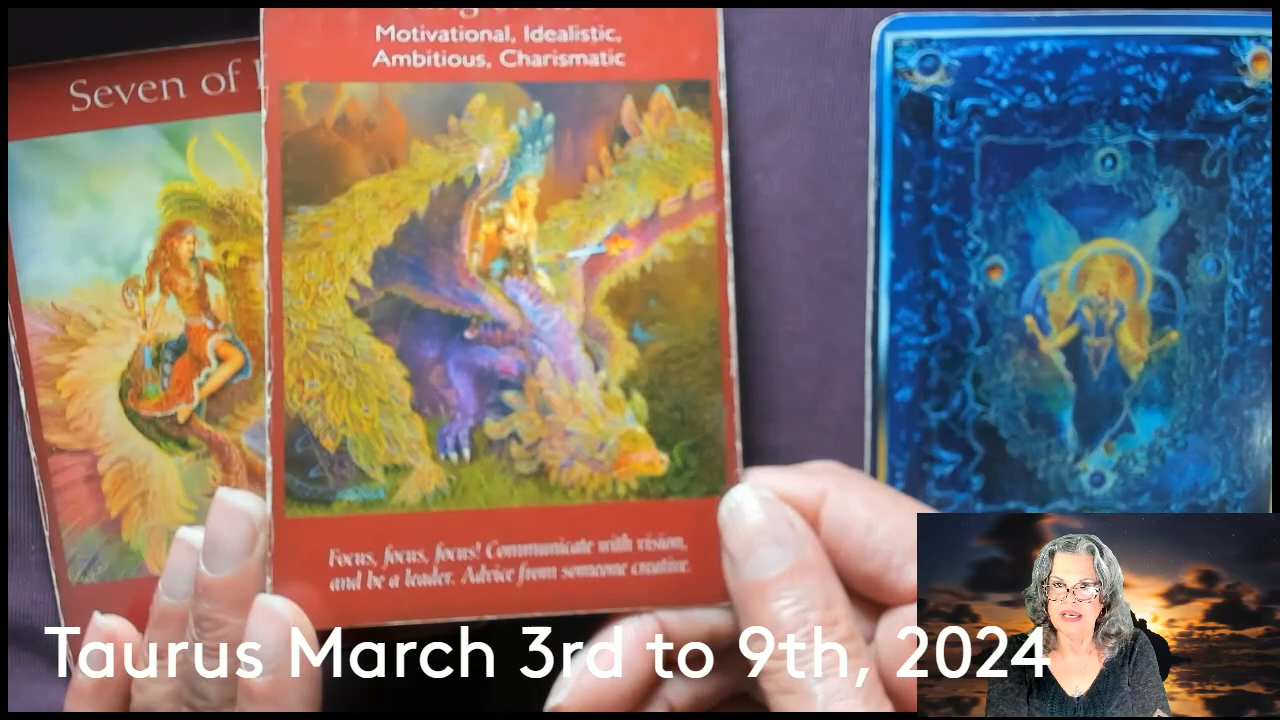 Seven of
Motivational, Idealistic,
Ambitious, Charismatic
Focus, focus, focus! Communicate with vision,
and be a leader. Advice from someone creative.
Taurus March 3rd to 9th, 2024